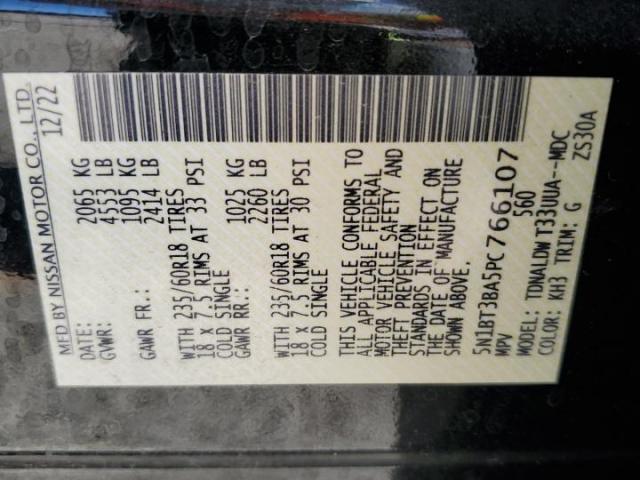 MFD BY NISSAN MOTOR CO., LTD.
DATE: 12/22
GVWR: 2065 KG
4553 LB
GAWR FR.: 1095 KG
2414 LB
WITH 235/60R18 TIRES
18 X 7.5 RIMS AT 33 PSI
COLD SINGLE
GAWR RR.: 1025 KG
2260 LB
WITH 235/60R18 TIRES
18 X 7.5 RIMS AT 30 PSI
COLD SINGLE
THIS VEHICLE CONFORMS TO
ALL APPLICABLE FEDERAL
MOTOR VEHICLE SAFETY AND
THEFT PREVENTION
STANDARDS IN EFFECT ON
THE DATE OF MANUFACTURE
SHOWN ABOVE.
5N1BT3BA5PC766107
MPV 560
MODEL: TDNALDW T33UUA--MDC
COLOR: KH3 TRIM: G ZS30A